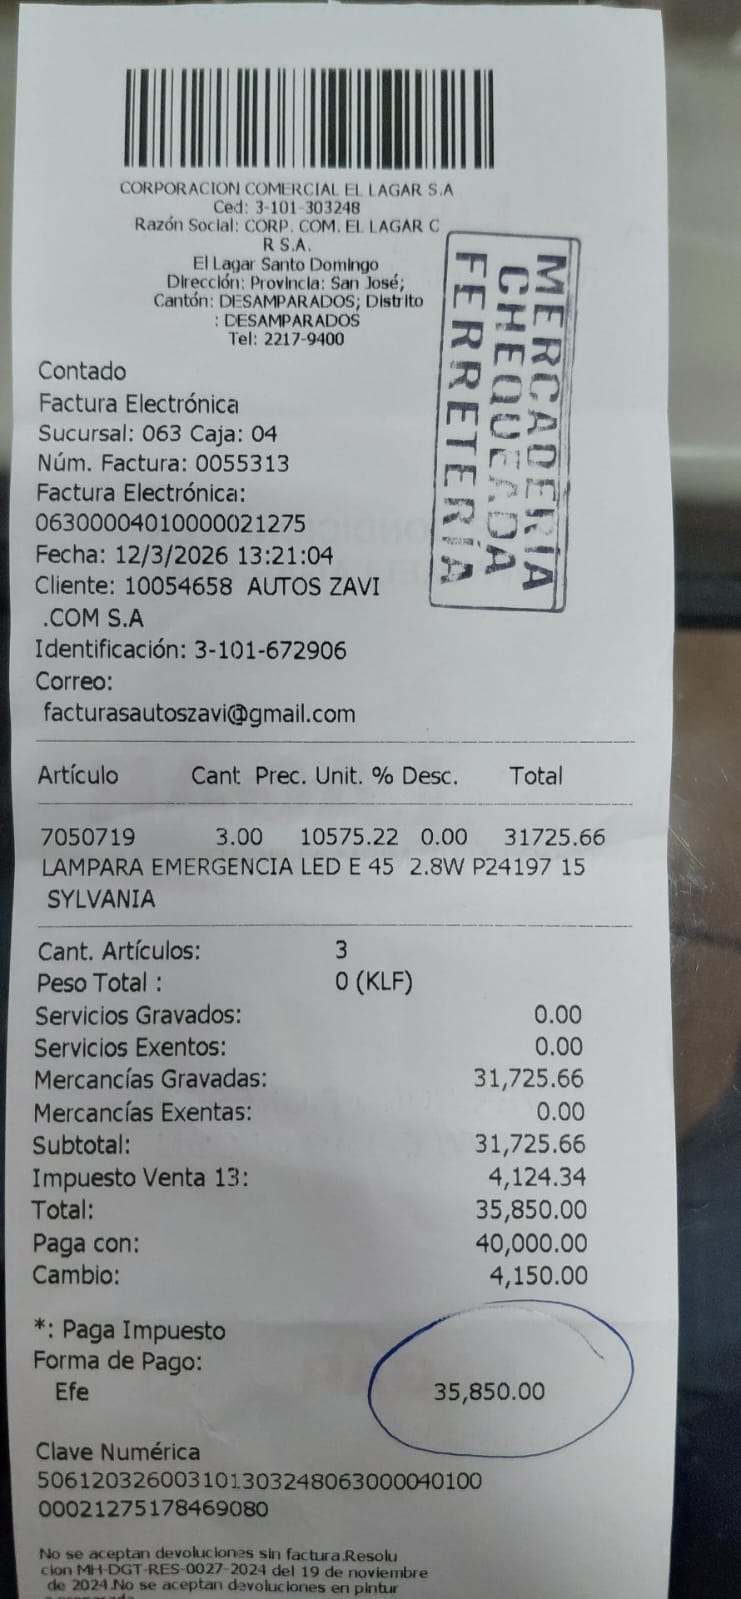 CORPORACION COMERCIAL EL LAGAR S.A
Ced: 3-101-303248
Razón Social: CORP. COM. EL LAGAR C
R S.A.
El Lagar Santo Domingo
Dirección: Provincia: San José;
Cantón: DESAMPARADOS; Distrito
: DESAMPARADOS
Tel: 2217-9400
MERCADERÍA
CHEQUEADA
FERRETERÍA
Contado
Factura Electrónica
Sucursal: 063 Caja: 04
Núm. Factura: 0055313
Factura Electrónica:
06300004010000021275
Fecha: 12/3/2026 13:21:04
Cliente: 10054658 AUTOS ZAVI
.COM S.A
Identificación: 3-101-672906
Correo:
facturasautoszavi@gmail.com
Artículo Cant Prec. Unit. % Desc. Total
7050719 3.00 10575.22 0.00 31725.66
LAMPARA EMERGENCIA LED E 45 2.8W P24197 15
SYLVANIA
Cant. Artículos: 3
Peso Total : 0 (KLF)
Servicios Gravados: 0.00
Servicios Exentos: 0.00
Mercancías Gravadas: 31,725.66
Mercancías Exentas: 0.00
Subtotal: 31,725.66
Impuesto Venta 13: 4,124.34
Total: 35,850.00
Paga con: 40,000.00
Cambio: 4,150.00
*: Paga Impuesto
Forma de Pago:
Efe 35,850.00
Clave Numérica
50612032600310130324806300004010​0
00021275178469080
No se aceptan devoluciones sin factura.Resolu
cion MH-DGT-RES-0027-2024 del 19 de noviembre
de 2024.No se aceptan devoluciones en pintur